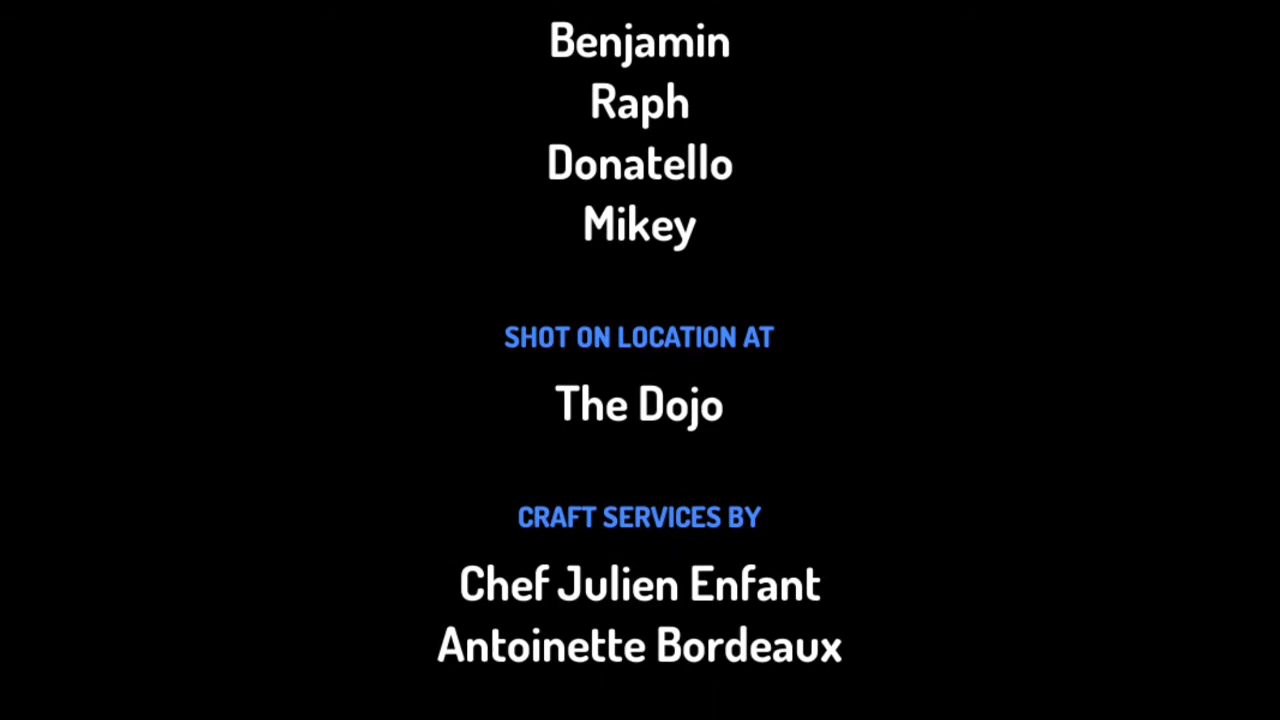 Benjamin
Raph
Donatello
Mikey
SHOT ON LOCATION AT
The Dojo
CRAFT SERVICES BY
Chef Julien Enfant
Antoinette Bordeaux